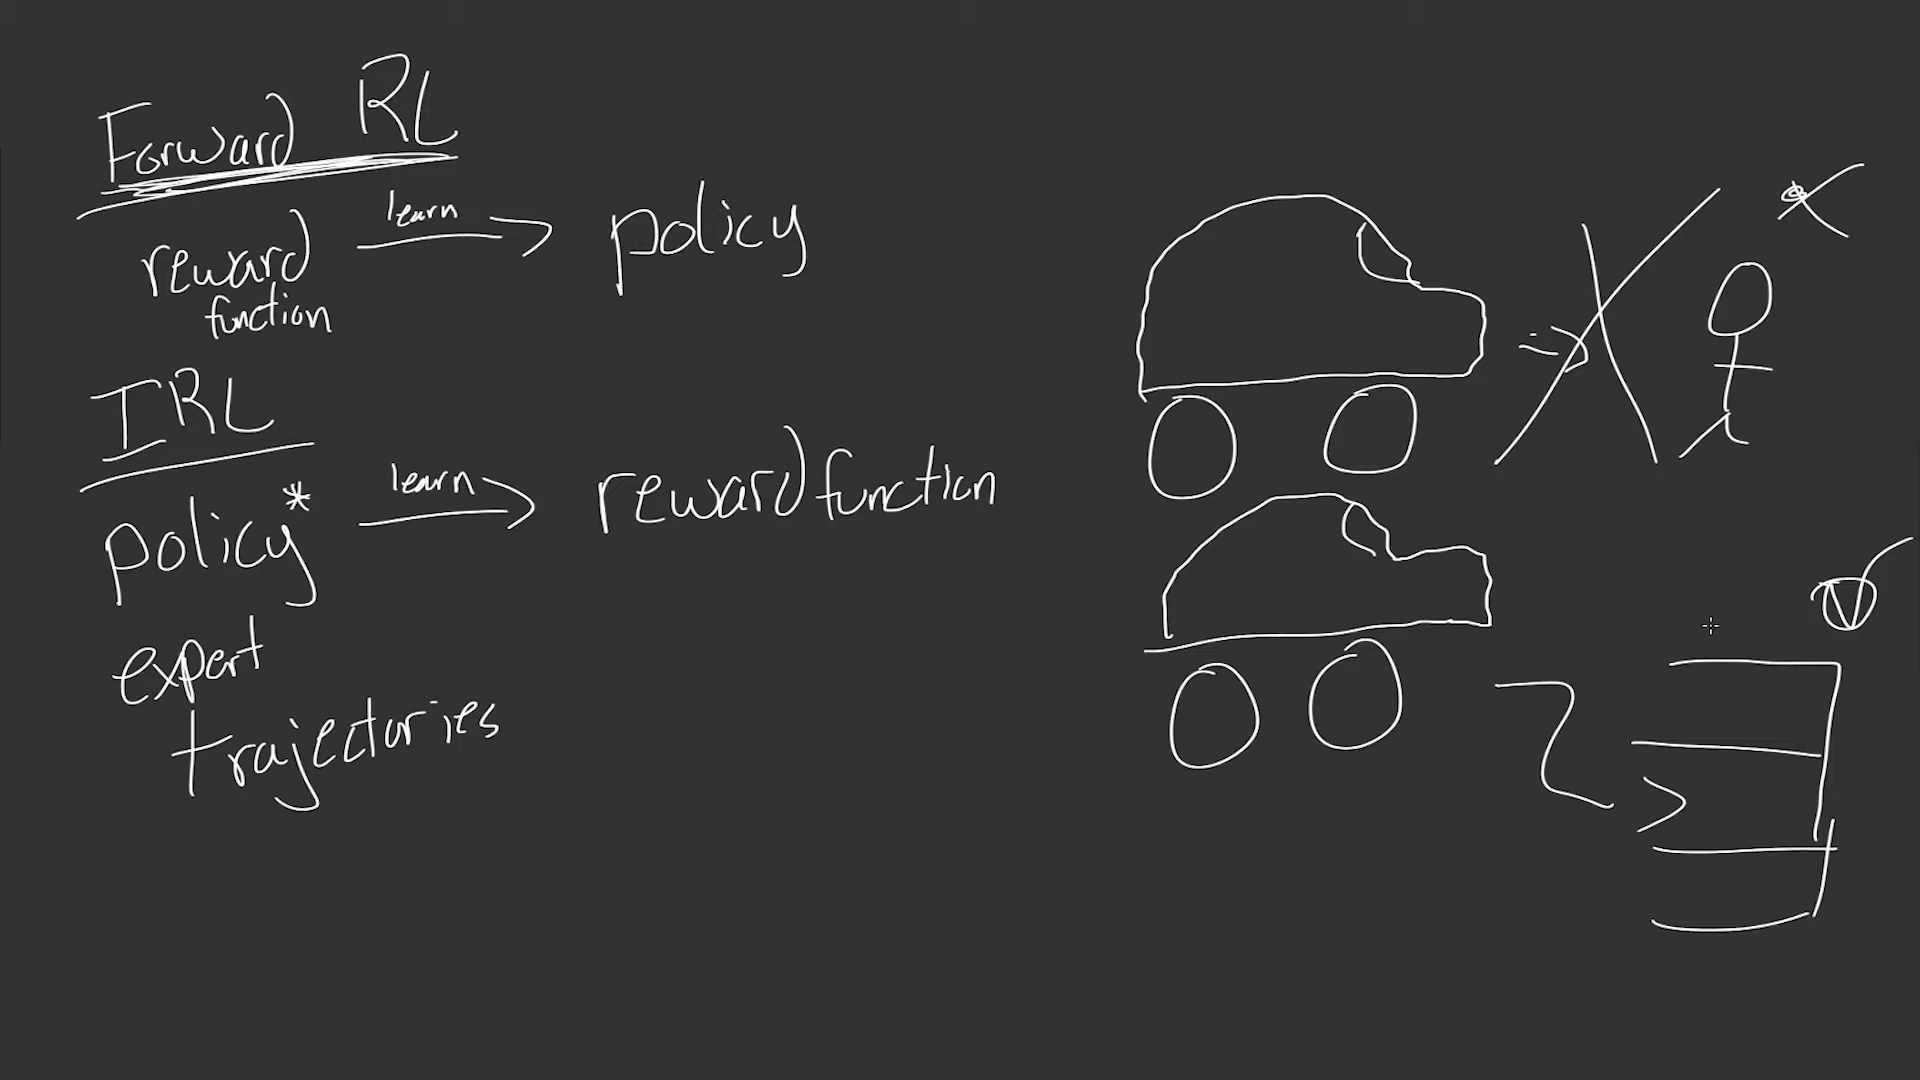 Forward RL
reward function
learn
policy
IRL
policy*
learn
reward function
expert
trajectories